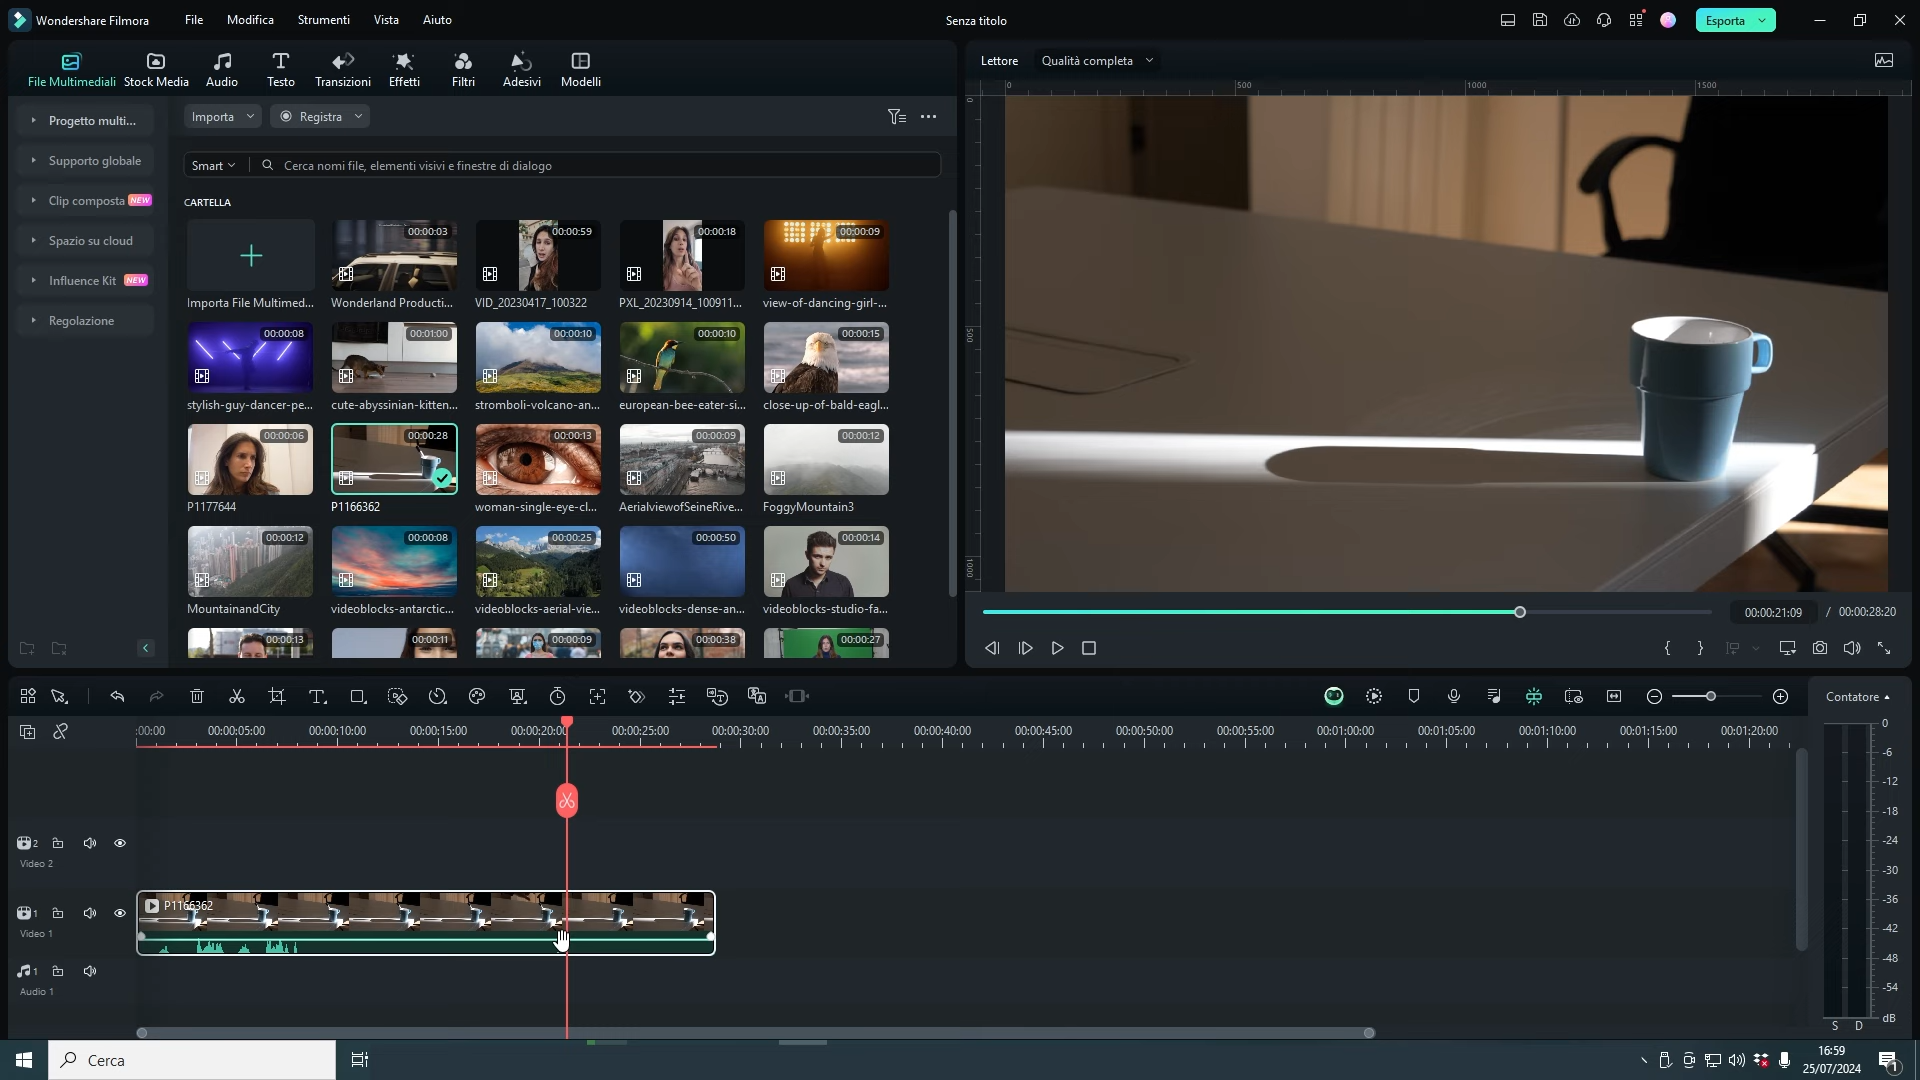 Wondershare Filmora File Modifica Strumenti Vista Aiuto Senza titolo Esporta
File Multimediali Stock Media Audio Testo Transizioni Effetti Filtri Adesivi Modelli
Lettore Qualità completa
Progetto multi...
Supporto globale
Clip composta NEW
Spazio su cloud
Influence Kit NEW
Regolazione
Importa Registra
Smart Cerca nomi file, elementi visivi e finestre di dialogo
CARTELLA
00:00:03 00:00:59 00:00:18 00:00:09
Importa File Multimed... Wonderland Producti... VID_20230417_100322 PXL_20230914_100911... view-of-dancing-girl-...
00:00:08 00:01:00 00:00:10 00:00:10 00:00:15
stylish-guy-dancer-pe... cute-abyssinian-kitten... stromboli-volcano-an... european-bee-eater-si... close-up-of-bald-eagl...
00:00:06 00:00:28 00:00:13 00:00:09 00:00:12
P1177644 P1166362 woman-single-eye-cl... AerialviewofSeineRive... FoggyMountain3
00:00:12 00:00:08 00:00:25 00:00:50 00:00:14
MountainandCity videoblocks-antarctic... videoblocks-aerial-vie... videoblocks-dense-an... videoblocks-studio-fa...
00:00:13 00:00:11 00:00:09 00:00:38 00:00:27
0 500 1000 1500
0
500
1000
00:00:21:09 / 00:00:28:20
Contatore
:00:00 00:00:05:00 00:00:10:00 00:00:15:00 00:00:20:00 00:00:25:00 00:00:30:00 00:00:35:00 00:00:40:00 00:00:45:00 00:00:50:00 00:00:55:00 00:01:00:00 00:01:05:00 00:01:10:00 00:01:15:00 00:01:20:00
2
Video 2
1
Video 1
P1166362
1
Audio 1
0
-6
-12
-18
-24
-30
-36
-42
-48
-54
dB
S D
Cerca
16:59
25/07/2024
1